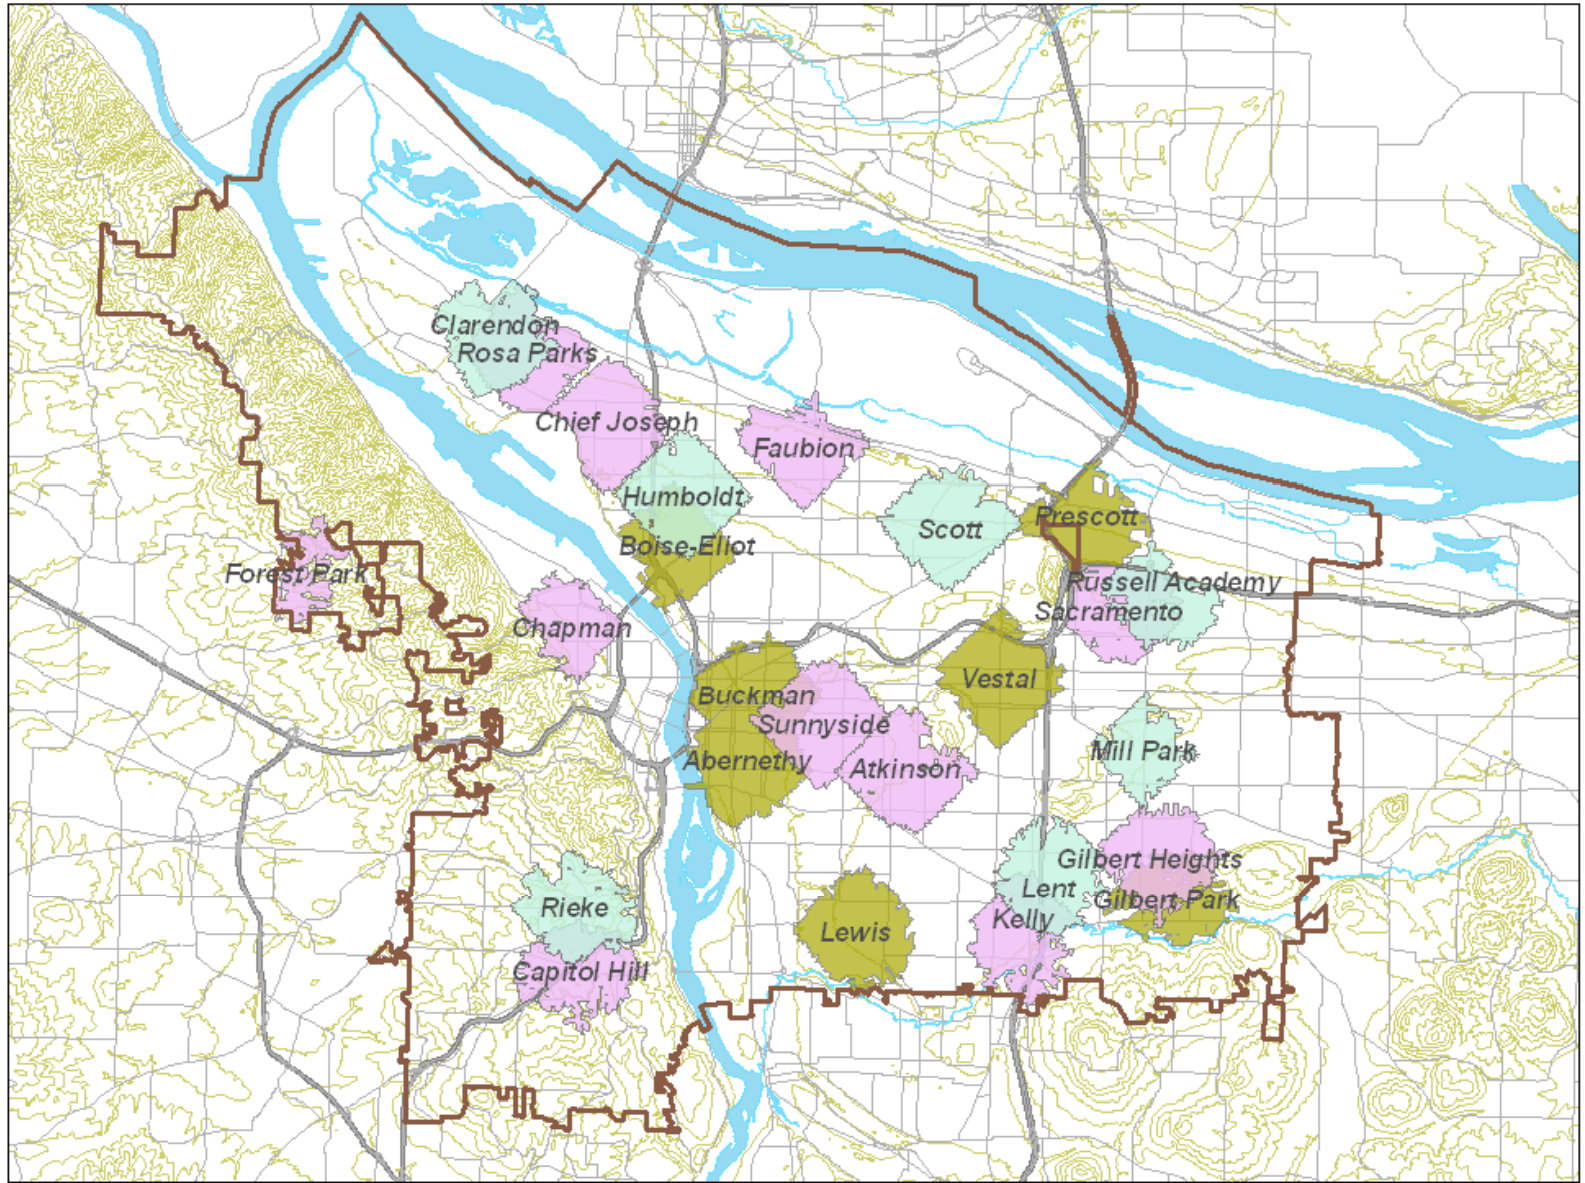 Clarendon
Rosa Parks
Chief Joseph
Faubion
Humboldt
Scott
Prescott
Boise-Eliot
Forest Park
Russell Academy
Sacramento
Chapman
Vestal
Buckman
Sunnyside
Mill Park
Abernethy
Atkinson
Gilbert Heights
Lent
Gilbert Park
Rieke
Kelly
Lewis
Capitol Hill